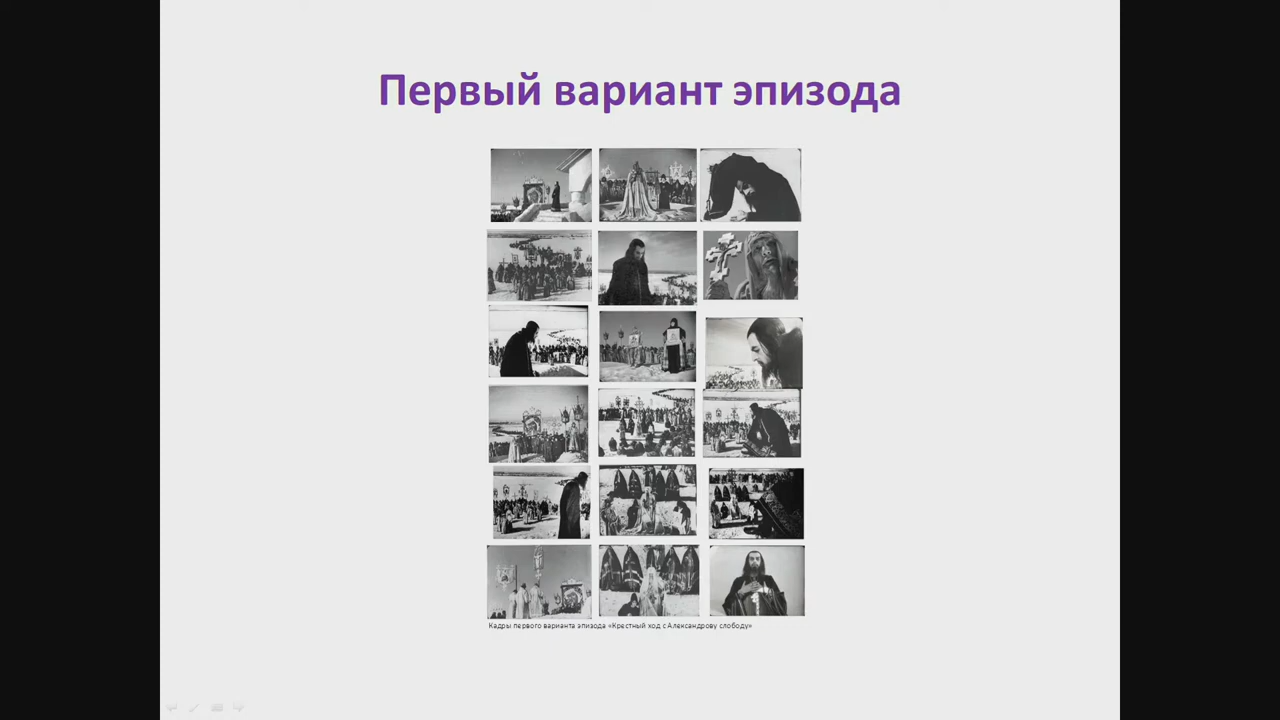 Первый вариант эпизода
Кадры первого варианта эпизода «Крестный ход с Александрову слободу»